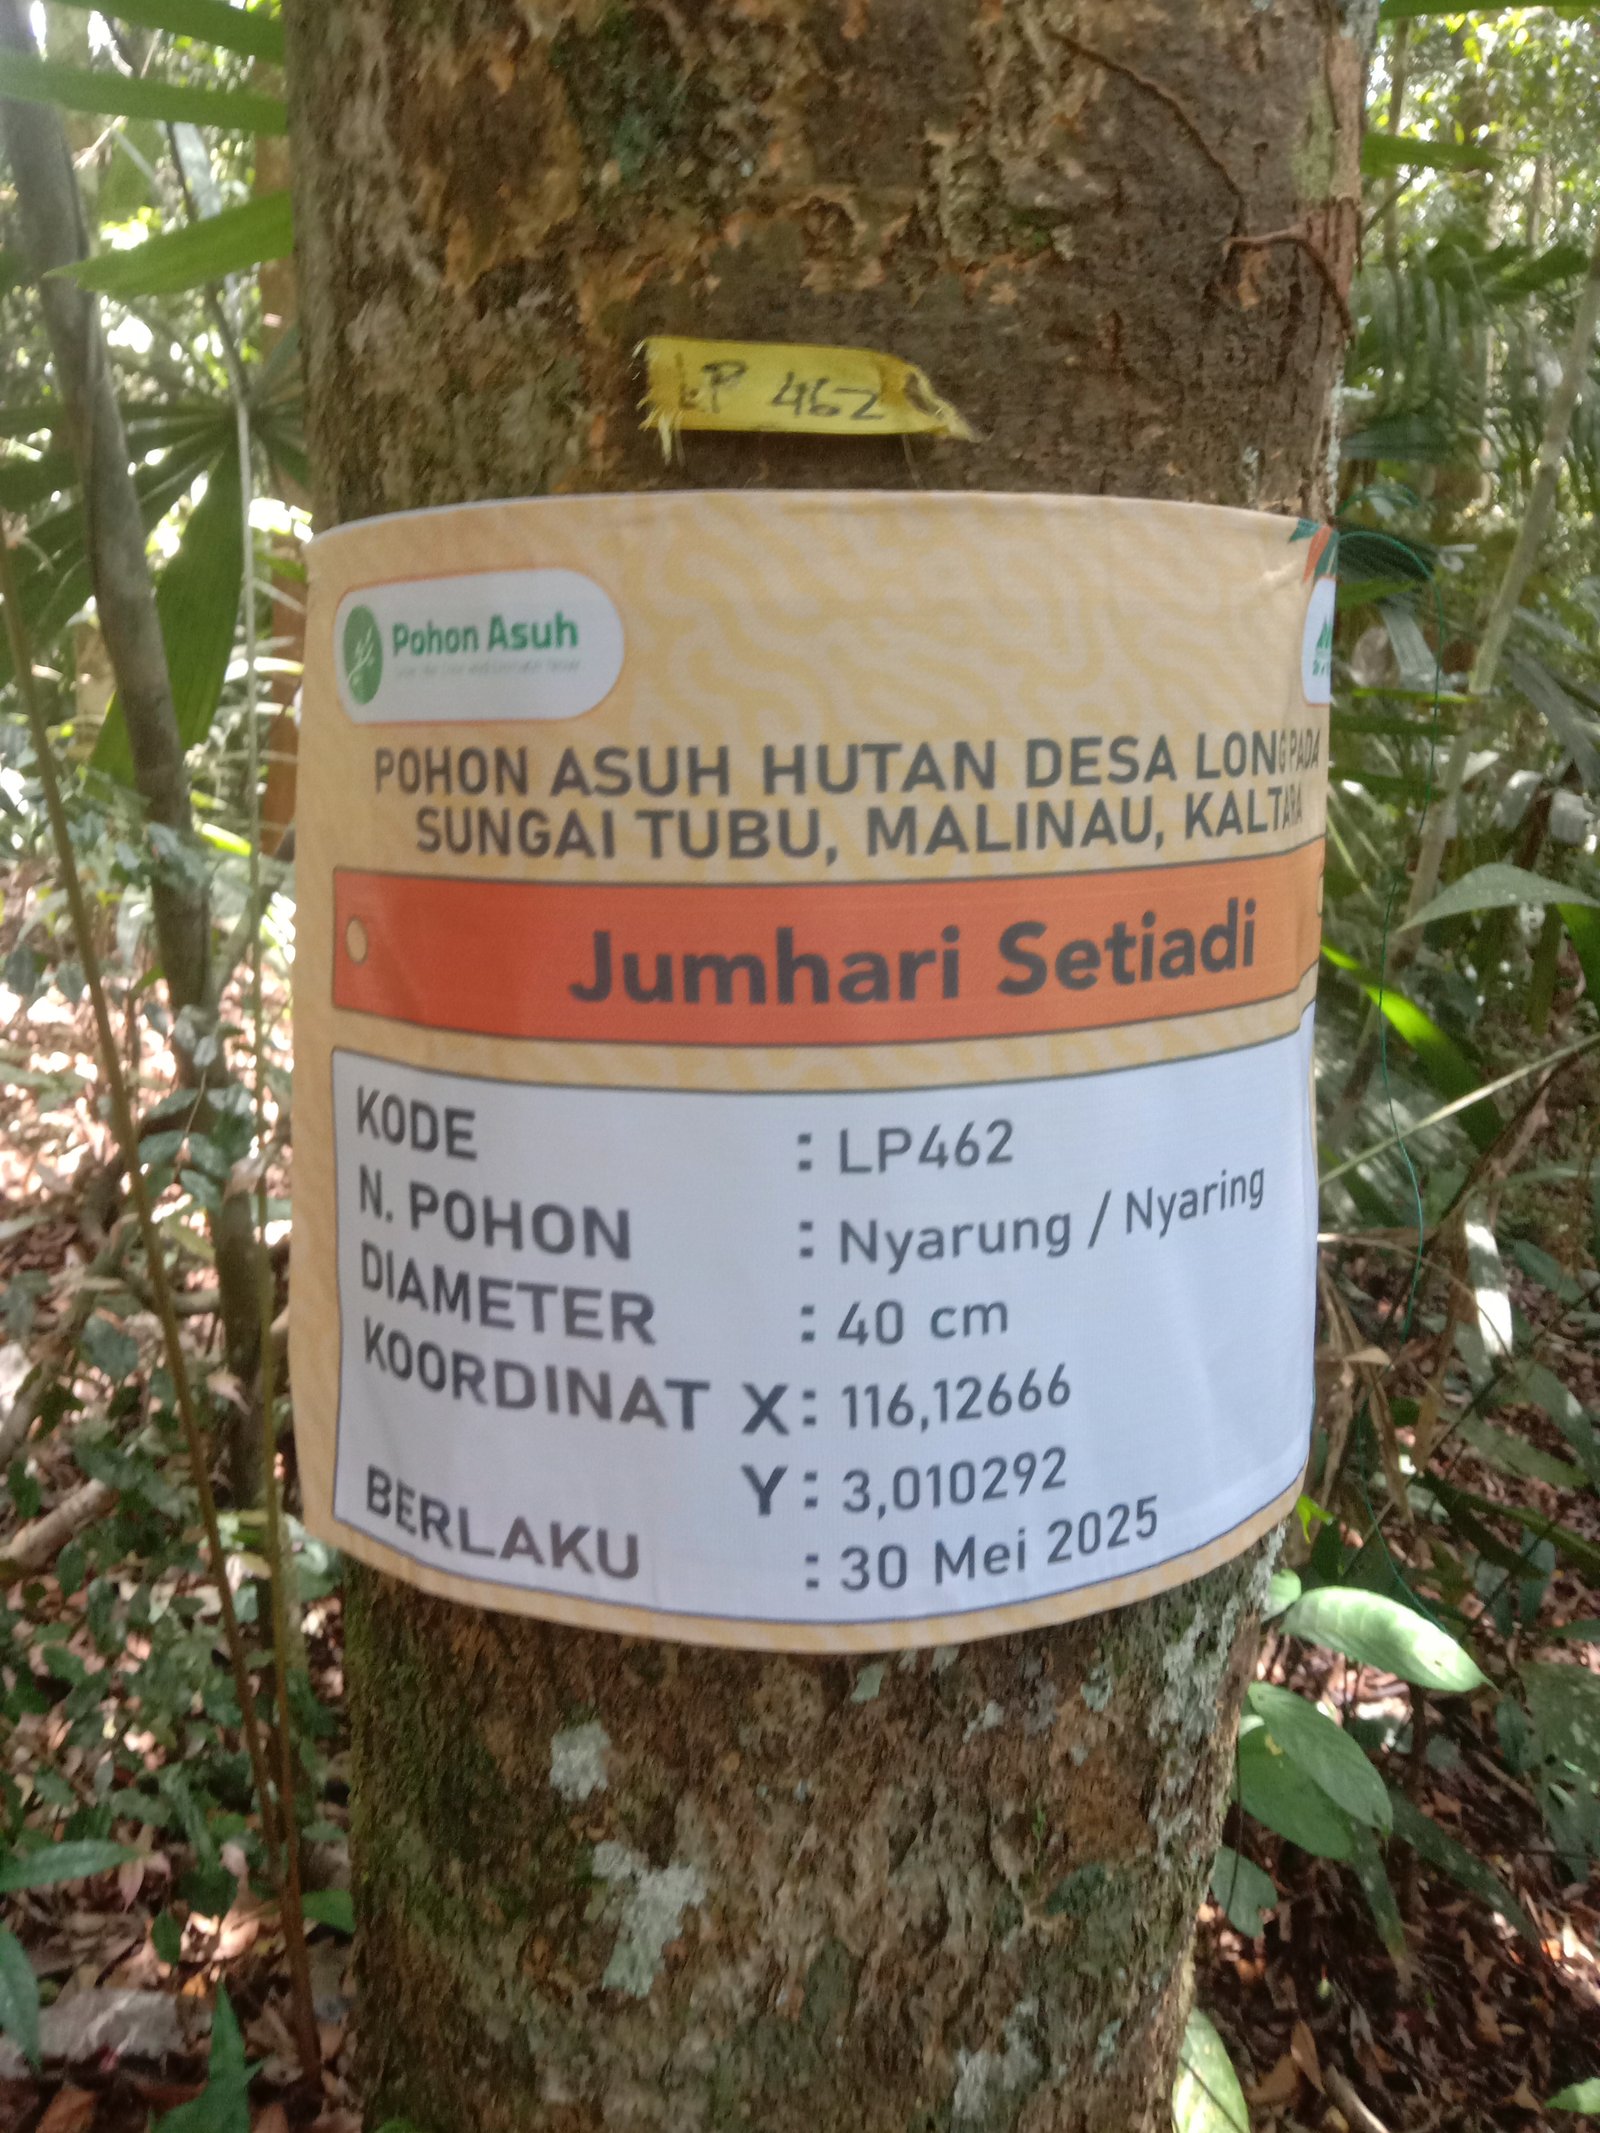 LP 462
Pohon Asuh
POHON ASUH HUTAN DESA LONG PADA
SUNGAI TUBU, MALINAU, KALTARA
Jumhari Setiadi
KODE : LP462
N. POHON : Nyarung / Nyaring
DIAMETER : 40 cm
KOORDINAT X : 116,12666
Y : 3,010292
BERLAKU : 30 Mei 2025